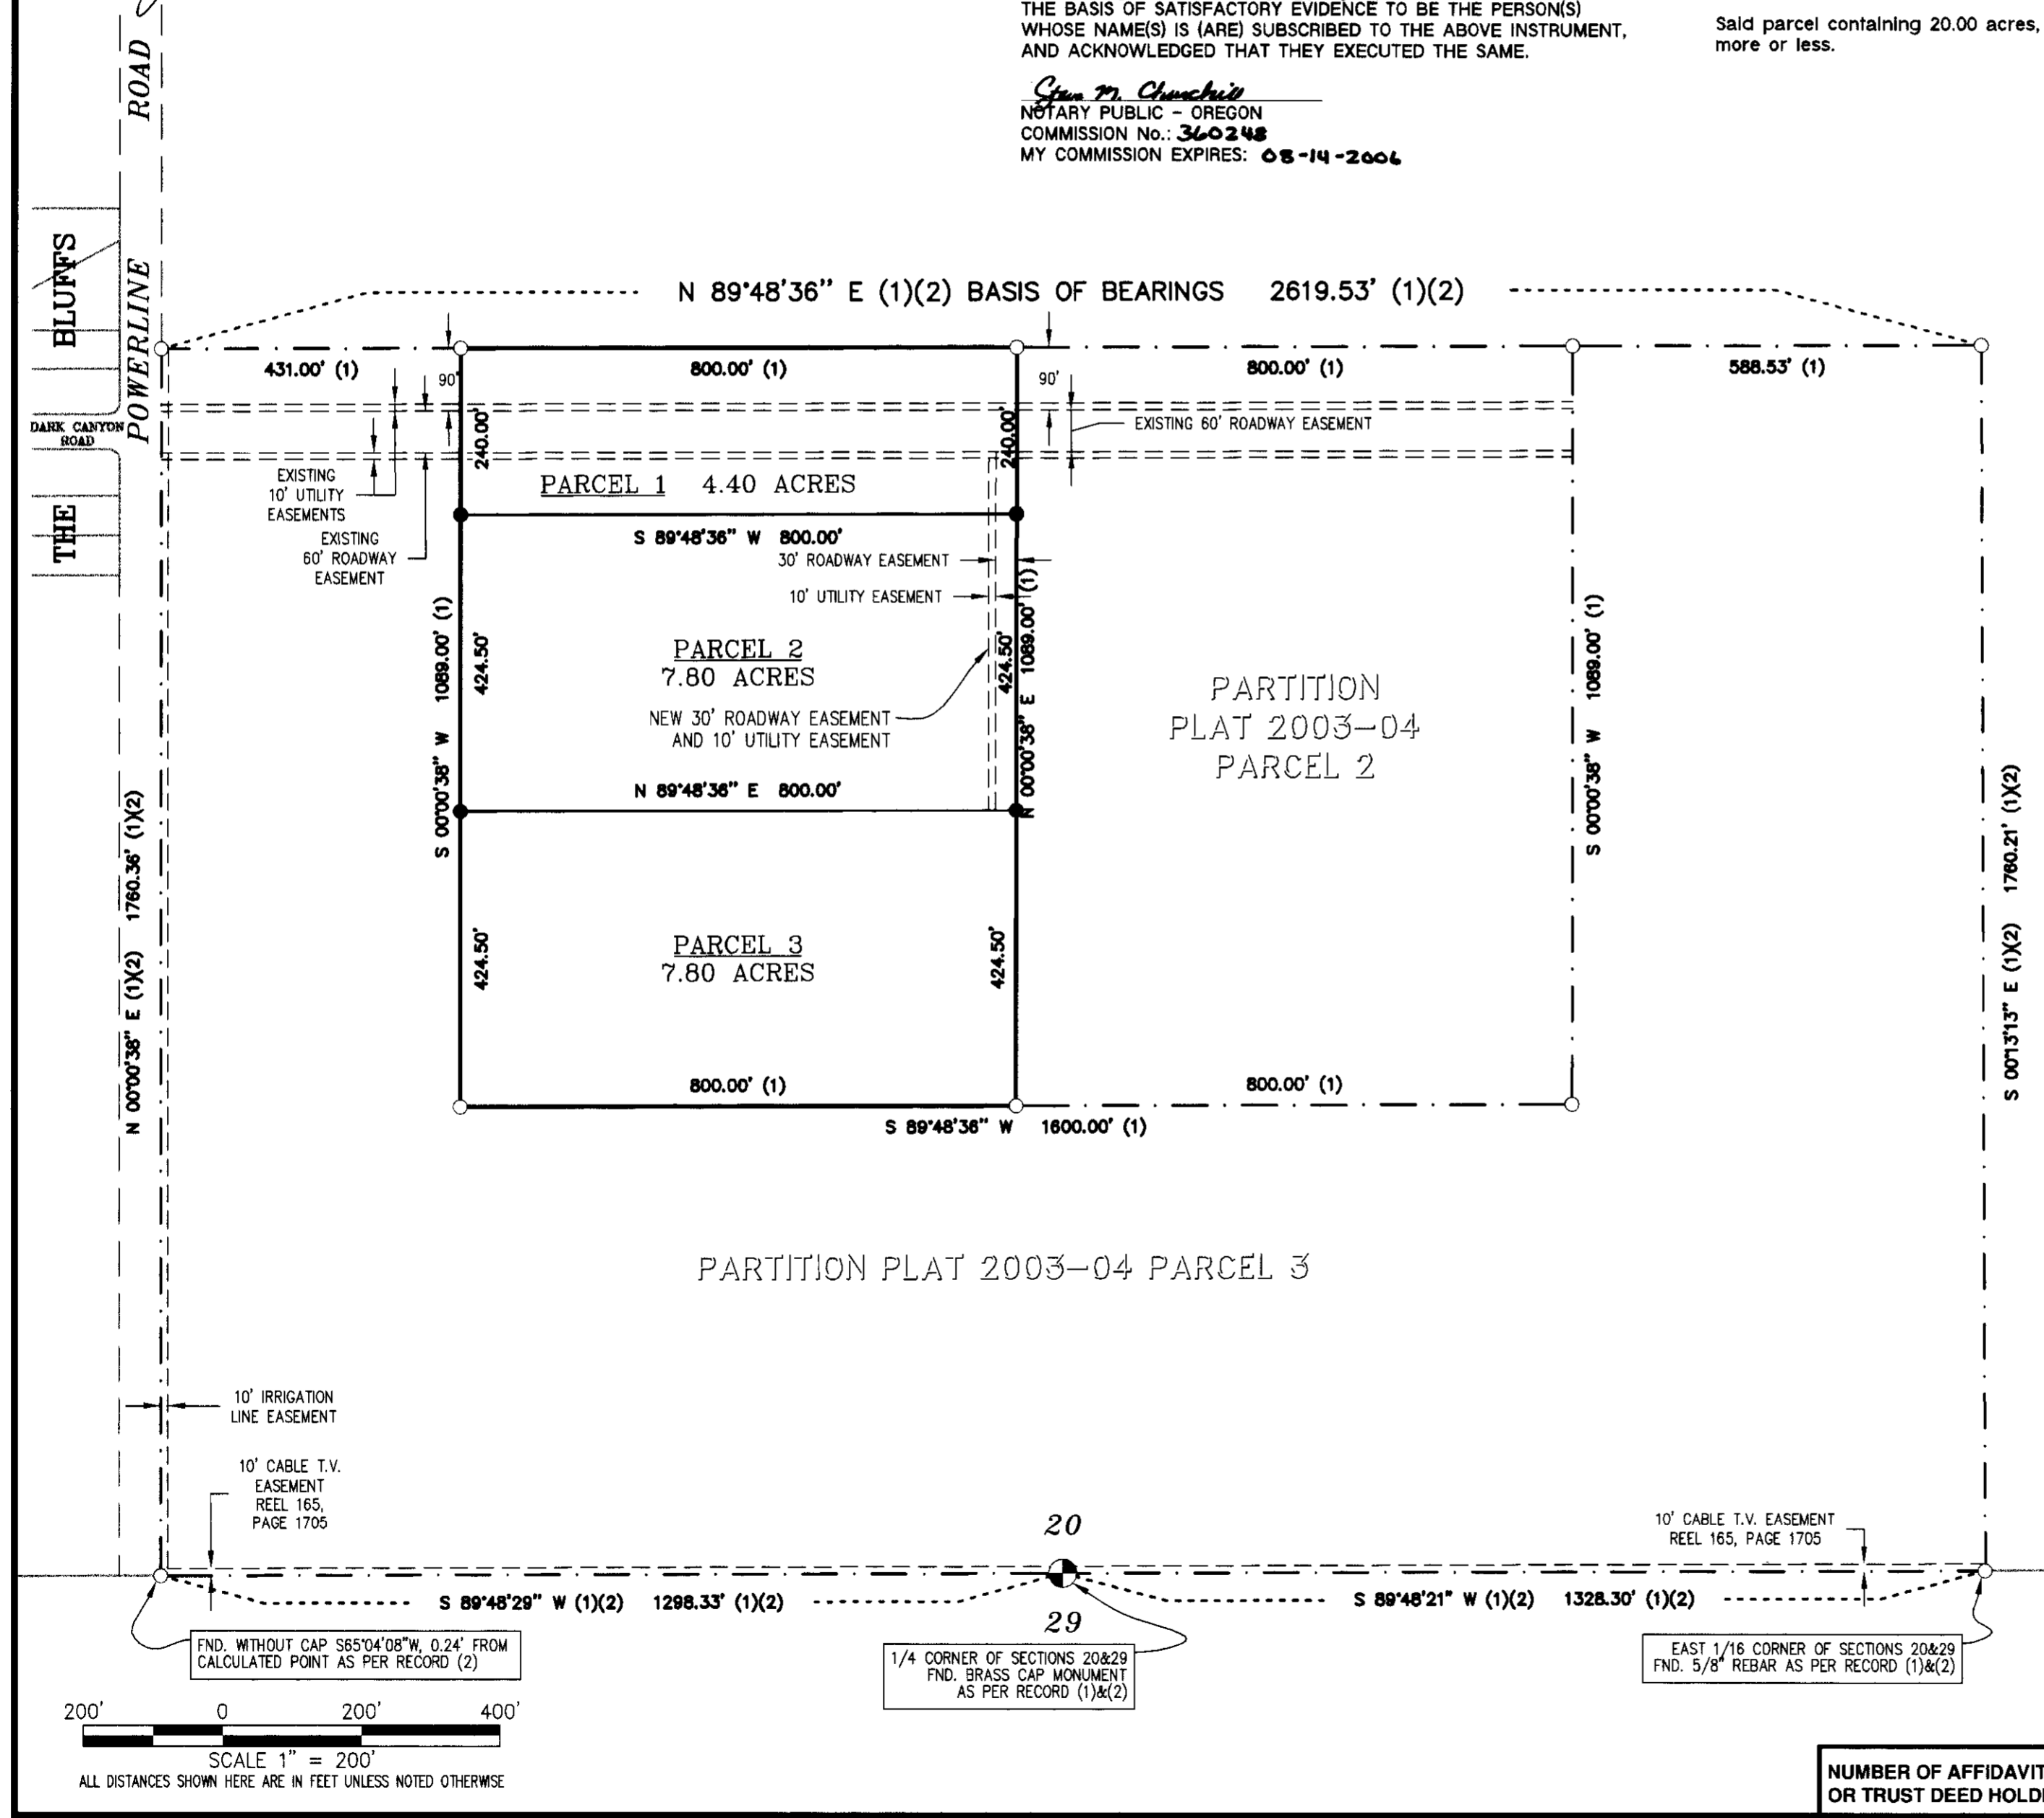 THE BASIS OF SATISFACTORY EVIDENCE TO BE THE PERSON(S)
WHOSE NAME(S) IS (ARE) SUBSCRIBED TO THE ABOVE INSTRUMENT,
AND ACKNOWLEDGED THAT THEY EXECUTED THE SAME.
Said parcel containing 20.00 acres,
more or less.
M. Churchill
NOTARY PUBLIC - OREGON
COMMISSION No.: 360248
MY COMMISSION EXPIRES: 08-14-2006
POWERLINE ROAD
THE BLUFFS
DARK CANYON
ROAD
N 89°48'36" E (1)(2) BASIS OF BEARINGS 2619.53' (1)(2)
431.00' (1)
800.00' (1)
800.00' (1)
588.53' (1)
90'
90'
240.00'
240.00'
EXISTING 60' ROADWAY EASEMENT
EXISTING
10' UTILITY
EASEMENTS
EXISTING
60' ROADWAY
EASEMENT
PARCEL 1 4.40 ACRES
S 89°48'36" W 800.00'
30' ROADWAY EASEMENT
10' UTILITY EASEMENT
S 00°00'38" W 1089.00' (1)
424.50'
PARCEL 2
7.80 ACRES
424.50'
N 00°00'38" E 1089.00' (1)
NEW 30' ROADWAY EASEMENT
AND 10' UTILITY EASEMENT
N 89°48'36" E 800.00'
PARTITION
PLAT 2003-04
PARCEL 2
S 00°00'38" W 1089.00' (1)
N 00°00'38" E (1)(2) 1760.36' (1)(2)
S 00°13'13" E (1)(2) 1760.21' (1)(2)
424.50'
PARCEL 3
7.80 ACRES
424.50'
800.00' (1)
800.00' (1)
S 89°48'36" W 1600.00' (1)
PARTITION PLAT 2003-04 PARCEL 3
10' IRRIGATION
LINE EASEMENT
10' CABLE T.V.
EASEMENT
REEL 165,
PAGE 1705
20
10' CABLE T.V. EASEMENT
REEL 165, PAGE 1705
S 89°48'29" W (1)(2) 1298.33' (1)(2)
S 89°48'21" W (1)(2) 1328.30' (1)(2)
29
FND. WITHOUT CAP S65°04'08"W, 0.24' FROM
CALCULATED POINT AS PER RECORD (2)
1/4 CORNER OF SECTIONS 20&29
FND. BRASS CAP MONUMENT
AS PER RECORD (1)&(2)
EAST 1/16 CORNER OF SECTIONS 20&29
FND. 5/8" REBAR AS PER RECORD (1)&(2)
200' 0 200' 400'
SCALE 1" = 200'
ALL DISTANCES SHOWN HERE ARE IN FEET UNLESS NOTED OTHERWISE
NUMBER OF AFFIDAVIT
OR TRUST DEED HOLD